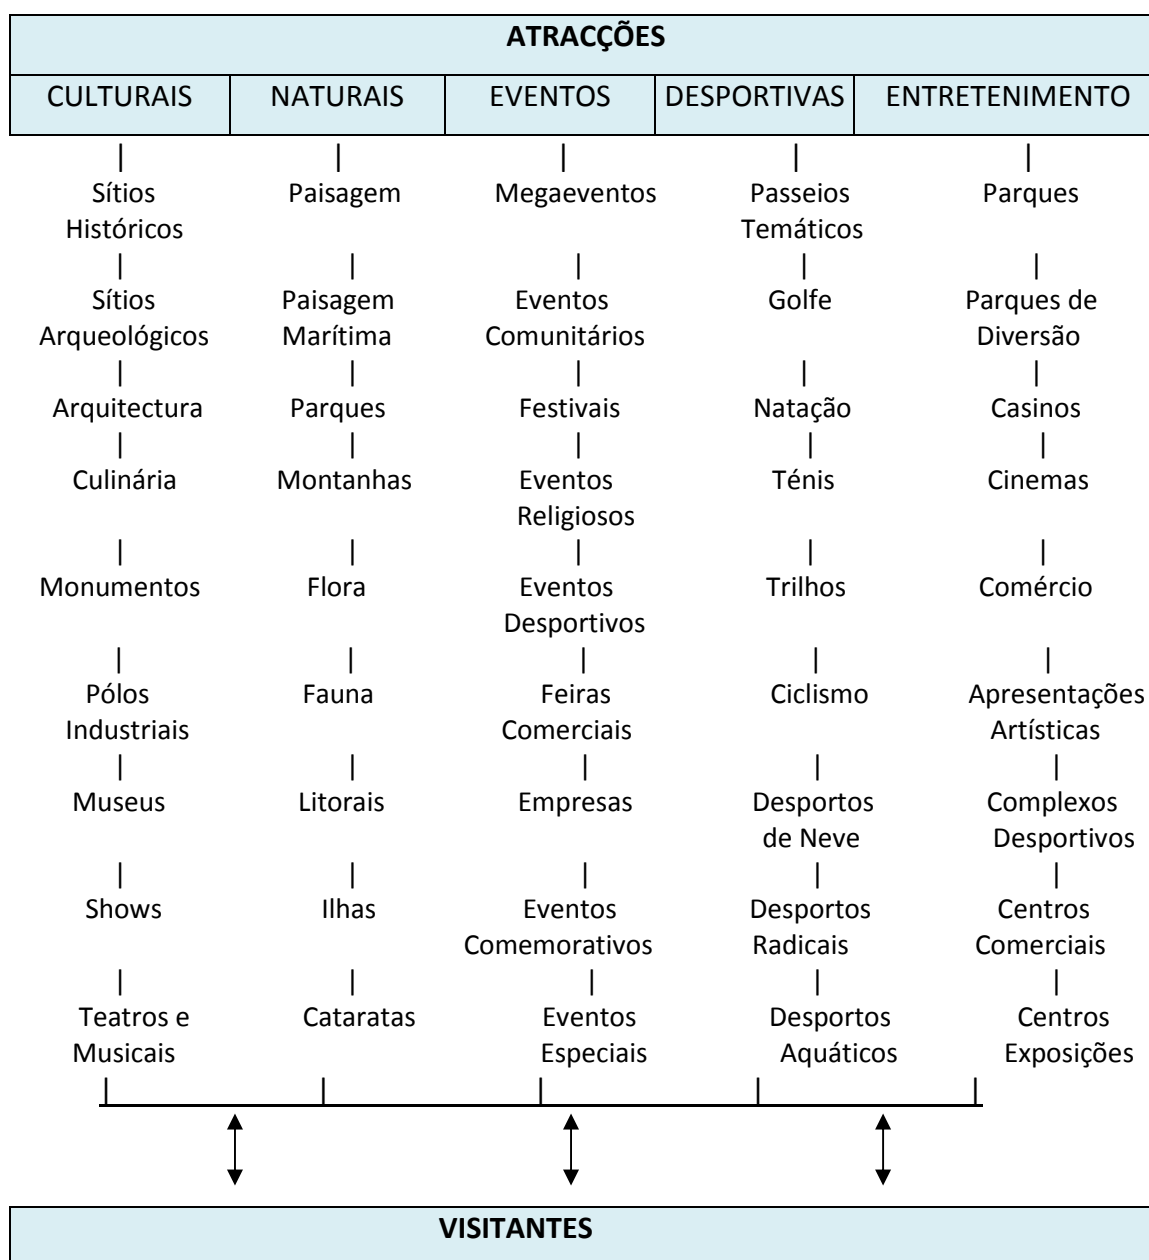 ATRACÇÕES
CULTURAIS NATURAIS EVENTOS DESPORTIVAS ENTRETENIMENTO
Sítios Paisagem Megaeventos Passeios Parques
Históricos Temáticos
Sítios Paisagem Eventos Golfe Parques de
Arqueológicos Marítima Comunitários Diversão
Arquitectura Parques Festivais Natação Casinos
Culinária Montanhas Eventos Ténis Cinemas
Religiosos
Monumentos Flora Eventos Trilhos Comércio
Desportivos
Pólos Fauna Feiras Ciclismo Apresentações
Industriais Comerciais Artísticas
Museus Litorais Empresas Desportos Complexos
de Neve Desportivos
Shows Ilhas Eventos Desportos Centros
Comemorativos Radicais Comerciais
Teatros e Cataratas Eventos Desportos Centros
Musicais Especiais Aquáticos Exposições
VISITANTES